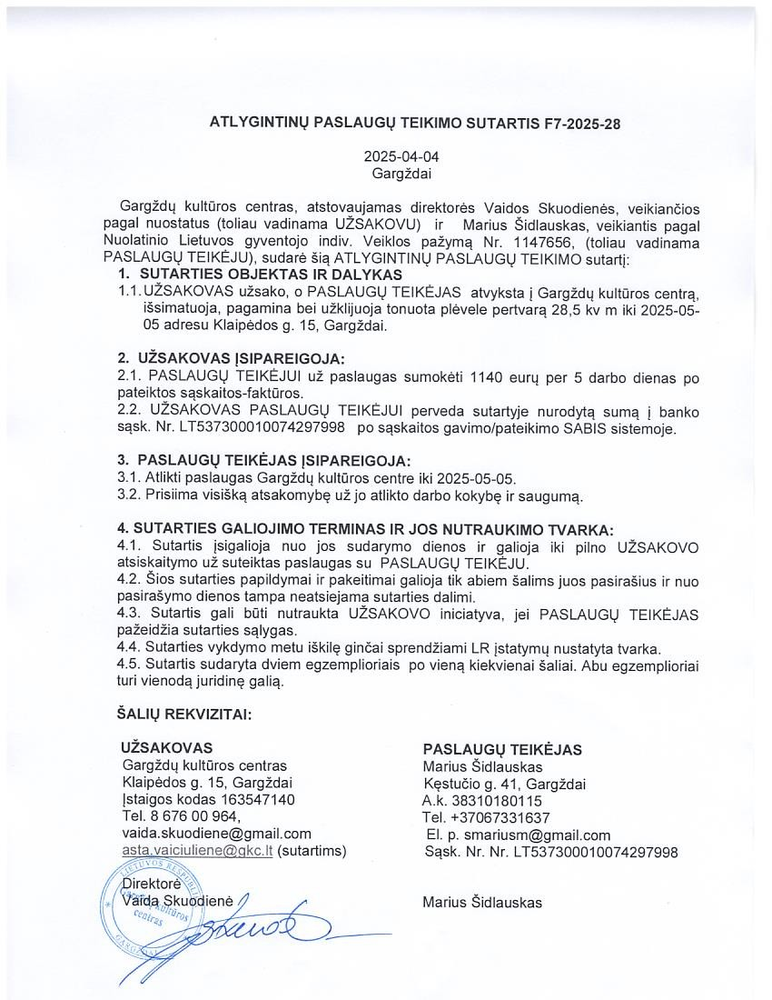 ATLYGINTINŲ PASLAUGŲ TEIKIMO SUTARTIS F7-2025-28
2025-04-04
Gargždai
Gargždų kultūros centras, atstovaujamas direktorės Vaidos Skuodienės, veikiančios
pagal nuostatus (toliau vadinama UŽSAKOVU) ir Marius Šidlauskas, veikiantis pagal
Nuolatinio Lietuvos gyventojo indiv. Veiklos pažymą Nr. 1147656, (toliau vadinama
PASLAUGŲ TEIKĖJU), sudarė šią ATLYGINTINŲ PASLAUGŲ TEIKIMO sutartį:
1. SUTARTIES OBJEKTAS IR DALYKAS
1.1. UŽSAKOVAS užsako, o PASLAUGŲ TEIKĖJAS atvyksta į Gargždų kultūros centrą,
išsimatuoja, pagamina bei užklijuoja tonuota plėvele pertvarą 28,5 kv m iki 2025-05-
05 adresu Klaipėdos g. 15, Gargždai.
2. UŽSAKOVAS ĮSIPAREIGOJA:
2.1. PASLAUGŲ TEIKĖJUI už paslaugas sumokėti 1140 eurų per 5 darbo dienas po
pateiktos sąskaitos-faktūros.
2.2. UŽSAKOVAS PASLAUGŲ TEIKĖJUI perveda sutartyje nurodytą sumą į banko
sąsk. Nr. LT537300010074297998 po sąskaitos gavimo/pateikimo SABIS sistemoje.
3. PASLAUGŲ TEIKĖJAS ĮSIPAREIGOJA:
3.1. Atlikti paslaugas Gargždų kultūros centre iki 2025-05-05.
3.2. Prisiima visišką atsakomybę už jo atlikto darbo kokybę ir saugumą.
4. SUTARTIES GALIOJIMO TERMINAS IR JOS NUTRAUKIMO TVARKA:
4.1. Sutartis įsigalioja nuo jos sudarymo dienos ir galioja iki pilno UŽSAKOVO
atsiskaitymo už suteiktas paslaugas su PASLAUGŲ TEIKĖJU.
4.2. Šios sutarties papildymai ir pakeitimai galioja tik abiem šalims juos pasirašius ir nuo
pasirašymo dienos tampa neatsiejama sutarties dalimi.
4.3. Sutartis gali būti nutraukta UŽSAKOVO iniciatyva, jei PASLAUGŲ TEIKĖJAS
pažeidžia sutarties sąlygas.
4.4. Sutarties vykdymo metu iškilę ginčai sprendžiami LR įstatymų nustatyta tvarka.
4.5. Sutartis sudaryta dviem egzemplioriais po vieną kiekvienai šaliai. Abu egzemplioriai
turi vienodą juridinę galią.
ŠALIŲ REKVIZITAI:
UŽSAKOVAS
Gargždų kultūros centras
Klaipėdos g. 15, Gargždai
Įstaigos kodas 163547140
Tel. 8 676 00 964,
vaida.skuodiene@gmail.com
asta.vaiciuliene@gkc.lt (sutartims)
Direktorė
Vaida Skuodienė
PASLAUGŲ TEIKĖJAS
Marius Šidlauskas
Kęstučio g. 41, Gargždai
A.k. 38310180115
Tel. +37067331637
El. p. smariusm@gmail.com
Sąsk. Nr. Nr. LT537300010074297998
Marius Šidlauskas
Gargždų kultūros
centras